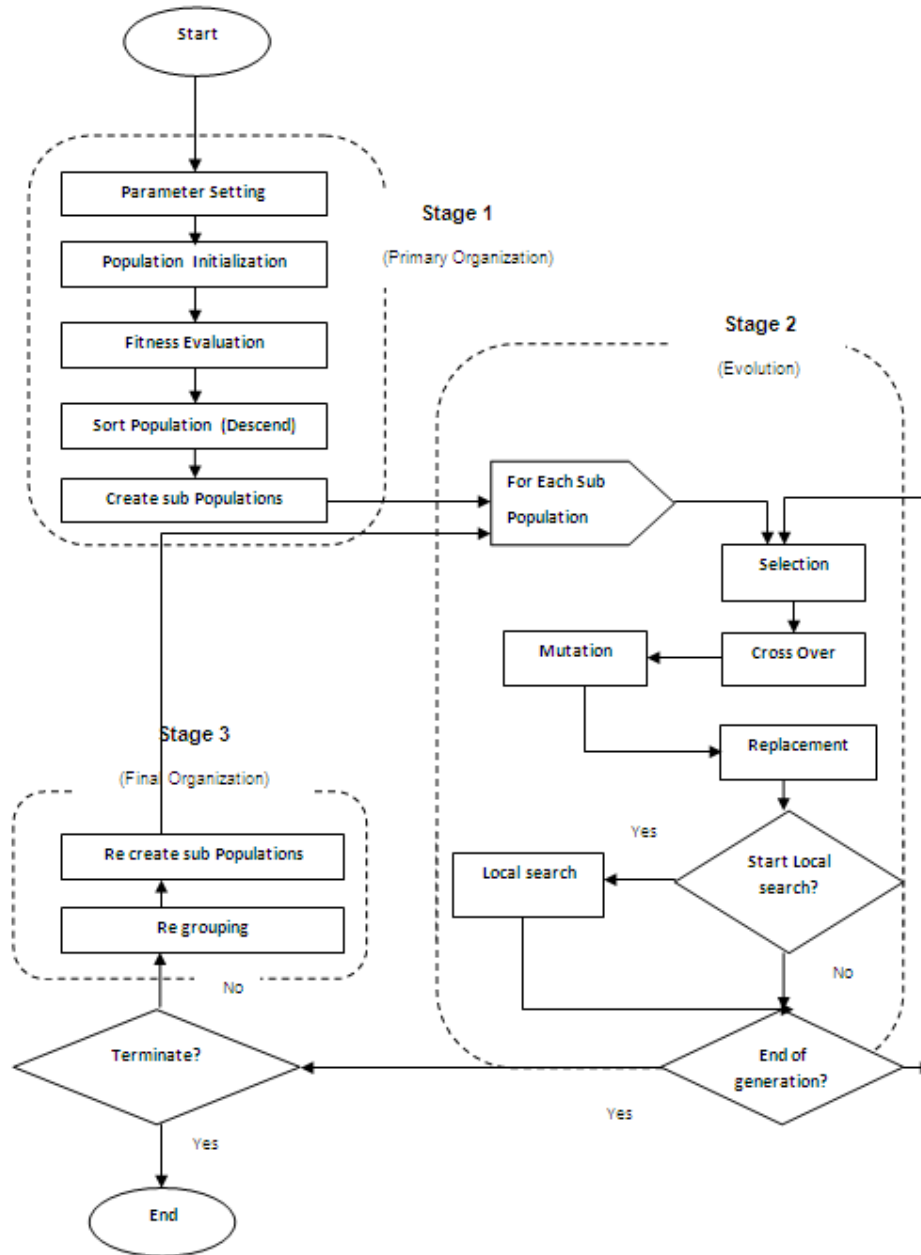 Start
Parameter Setting
Stage 1
(Primary Organization)
Population Initialization
Fitness Evaluation
Sort Population (Descend)
Create sub Populations
Stage 2
(Evolution)
For Each Sub
Population
Selection
Cross Over
Mutation
Replacement
Start Local
search?
Yes
Local search
No
End of
generation?
Yes
Stage 3
(Final Organization)
Re create sub Populations
Re grouping
No
Terminate?
Yes
End